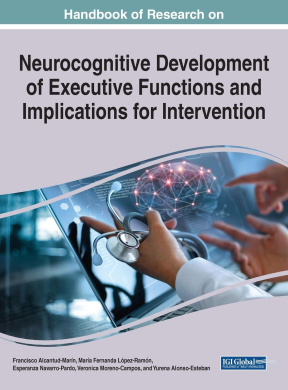 Handbook of Research on
Neurocognitive Development
of Executive Functions and
Implications for Intervention
Francisco Alcantud-Marín, María Fernanda López-Ramón,
Esperanza Navarro-Pardo, Veronica Moreno-Campos, and Yurena Alonso-Esteban
IGI Global